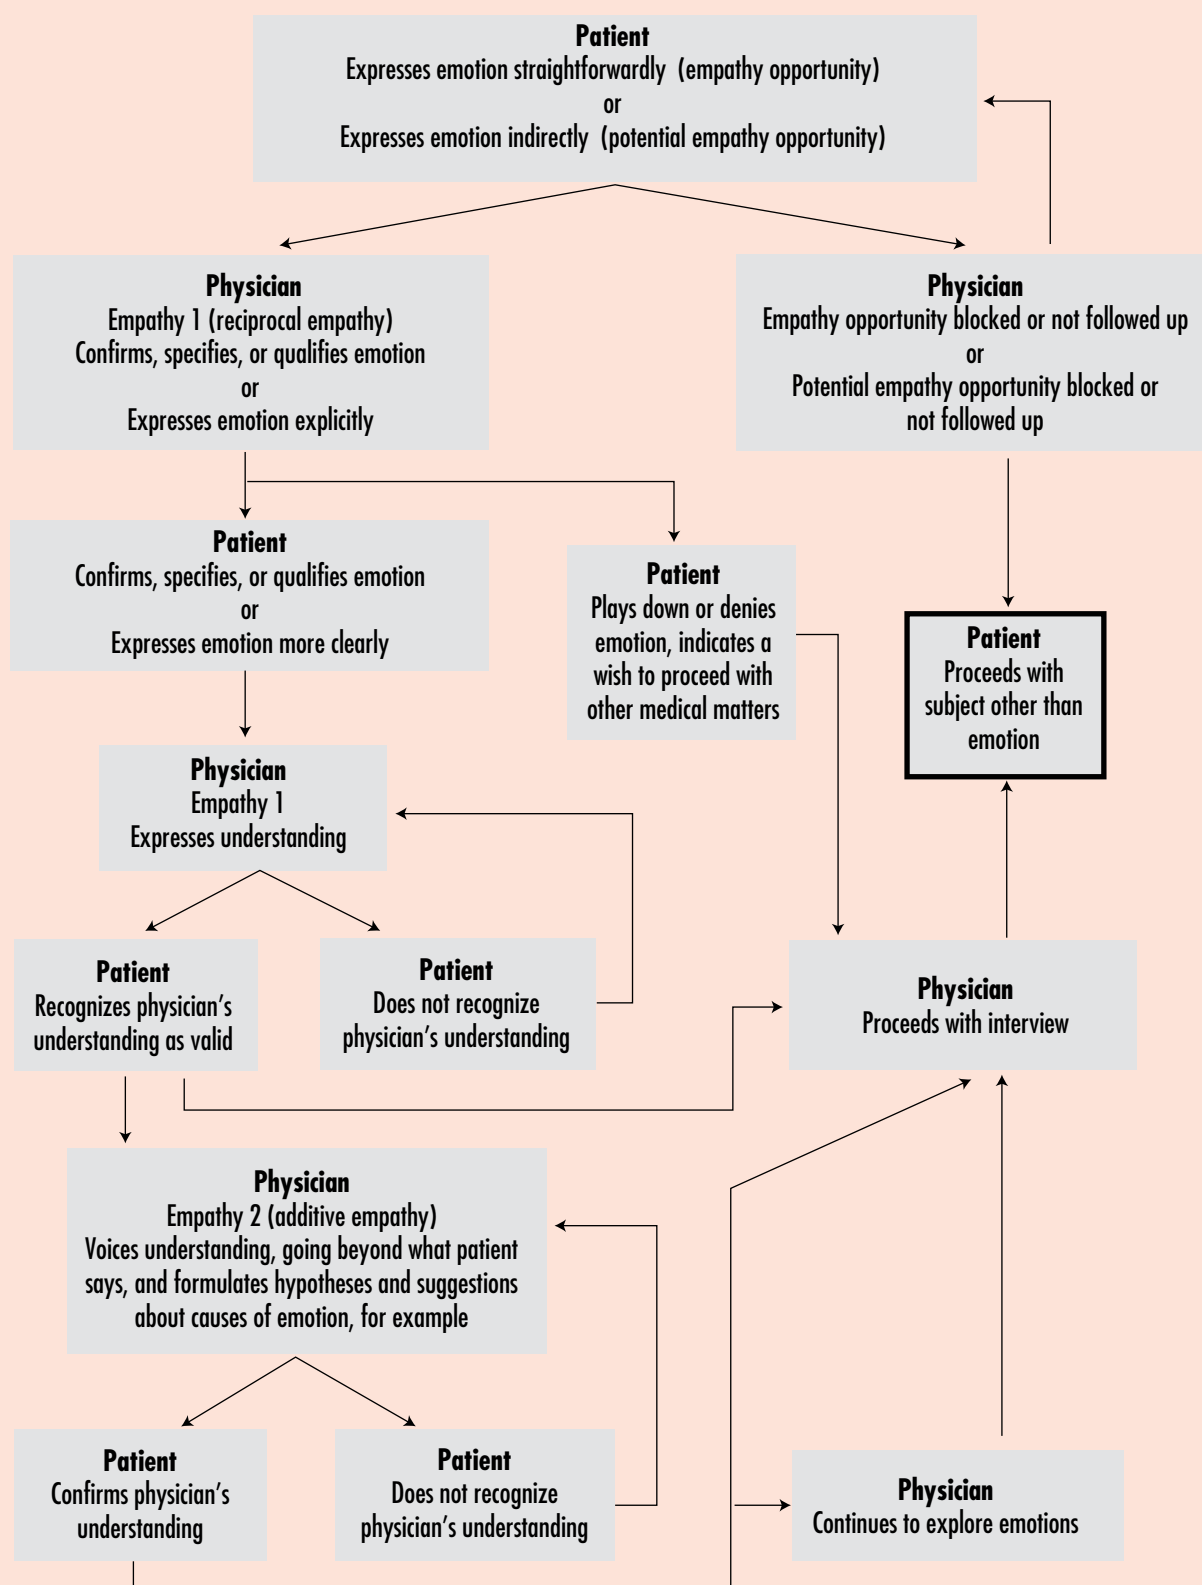 Patient
Expresses emotion straightforwardly (empathy opportunity)
or
Expresses emotion indirectly (potential empathy opportunity)
Physician
Empathy 1 (reciprocal empathy)
Confirms, specifies, or qualifies emotion
or
Expresses emotion explicitly
Physician
Empathy opportunity blocked or not followed up
or
Potential empathy opportunity blocked or
not followed up
Patient
Confirms, specifies, or qualifies emotion
or
Expresses emotion more clearly
Patient
Plays down or denies
emotion, indicates a
wish to proceed with
other medical matters
Patient
Proceeds with
subject other than
emotion
Physician
Empathy 1
Expresses understanding
Patient
Recognizes physician’s
understanding as valid
Patient
Does not recognize
physician’s understanding
Physician
Proceeds with interview
Physician
Empathy 2 (additive empathy)
Voices understanding, going beyond what patient
says, and formulates hypotheses and suggestions
about causes of emotion, for example
Patient
Confirms physician’s
understanding
Patient
Does not recognize
physician’s understanding
Physician
Continues to explore emotions